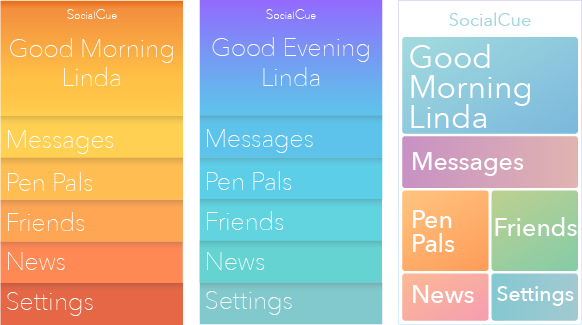 SocialCue
Good Morning
Linda
Messages
Pen Pals
Friends
News
Settings
SocialCue
Good Evening
Linda
Messages
Pen Pals
Friends
News
Settings
SocialCue
Good
Morning
Linda
Messages
Pen
Pals
Friends
News
Settings